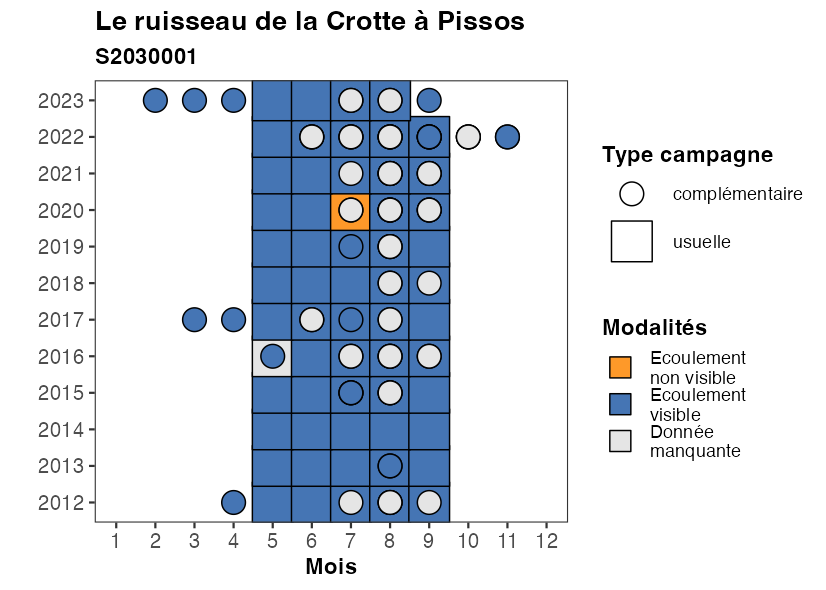 Le ruisseau de la Crotte à Pissos
S2030001
2023
2022
2021
2020
2019
2018
2017
2016
2015
2014
2013
2012
1 2 3 4 5 6 7 8 9 10 11 12
Mois
Type campagne
complémentaire
usuelle
Modalités
Ecoulement
non visible
Ecoulement
visible
Donnée
manquante